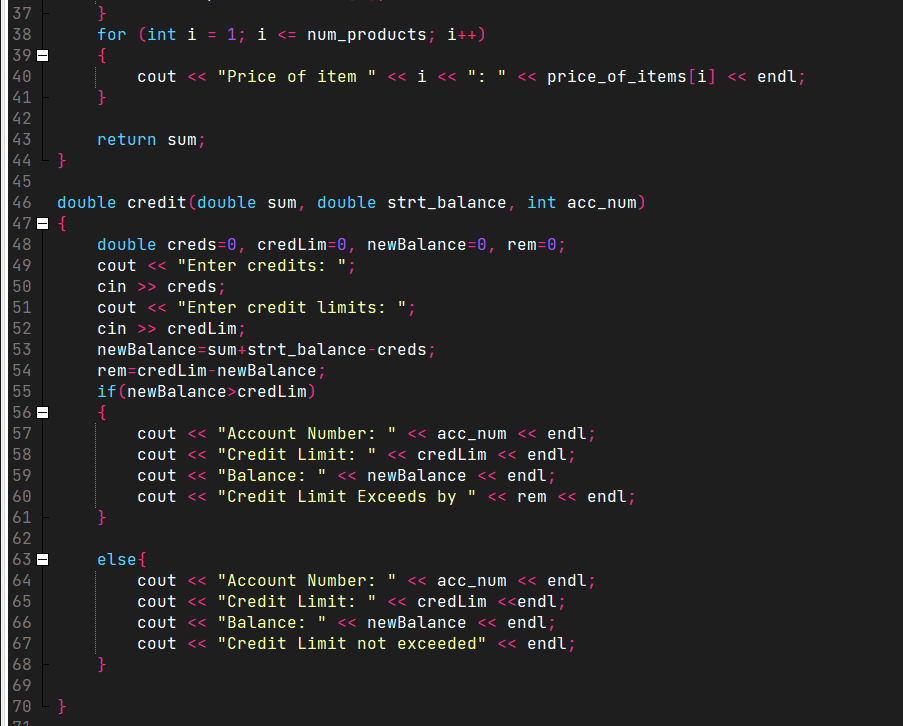 37 }
38 for (int i = 1; i <= num_products; i++)
39 {
40 cout << "Price of item " << i << ": " << price_of_items[i] << endl;
41 }
42
43 return sum;
44 }
45
46 double credit(double sum, double strt_balance, int acc_num)
47 {
48 double creds=0, credLim=0, newBalance=0, rem=0;
49 cout << "Enter credits: ";
50 cin >> creds;
51 cout << "Enter credit limits: ";
52 cin >> credLim;
53 newBalance=sum+strt_balance-creds;
54 rem=credLim-newBalance;
55 if(newBalance>credLim)
56 {
57 cout << "Account Number: " << acc_num << endl;
58 cout << "Credit Limit: " << credLim << endl;
59 cout << "Balance: " << newBalance << endl;
60 cout << "Credit Limit Exceeds by " << rem << endl;
61 }
62
63 else{
64 cout << "Account Number: " << acc_num << endl;
65 cout << "Credit Limit: " << credLim <<endl;
66 cout << "Balance: " << newBalance << endl;
67 cout << "Credit Limit not exceeded" << endl;
68 }
69
70 }